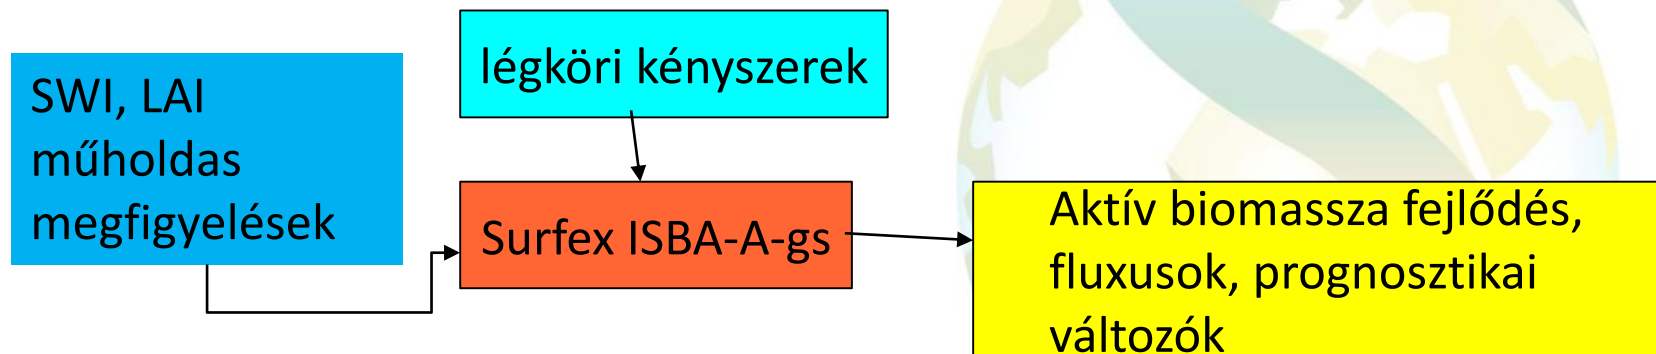 SWI, LAI
műholdas
megfigyelések
légköri kényszerek
Surfex ISBA-A-gs
Aktív biomassza fejlődés,
fluxusok, prognosztikai
változók